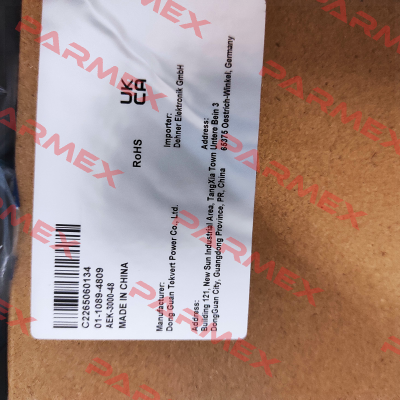 C22650600134
01-1089-4809
AEK-3000-48
MADE IN CHINA
RoHS
UK
CA
Manufacturer:
Dong Guan Tekvert Power Co., Ltd.
Importer:
Dehner Elektronik GmbH
Address:
Building 121, New Sun Industrial Area, TangXia Town
DongGuan City, Guangdong Province, PR, China
Address:
Untere Bein 3
65375 Oestrich-Winkel, Germany
PARMEX
PARMEX
PARMEX
PARMEX
PARMEX